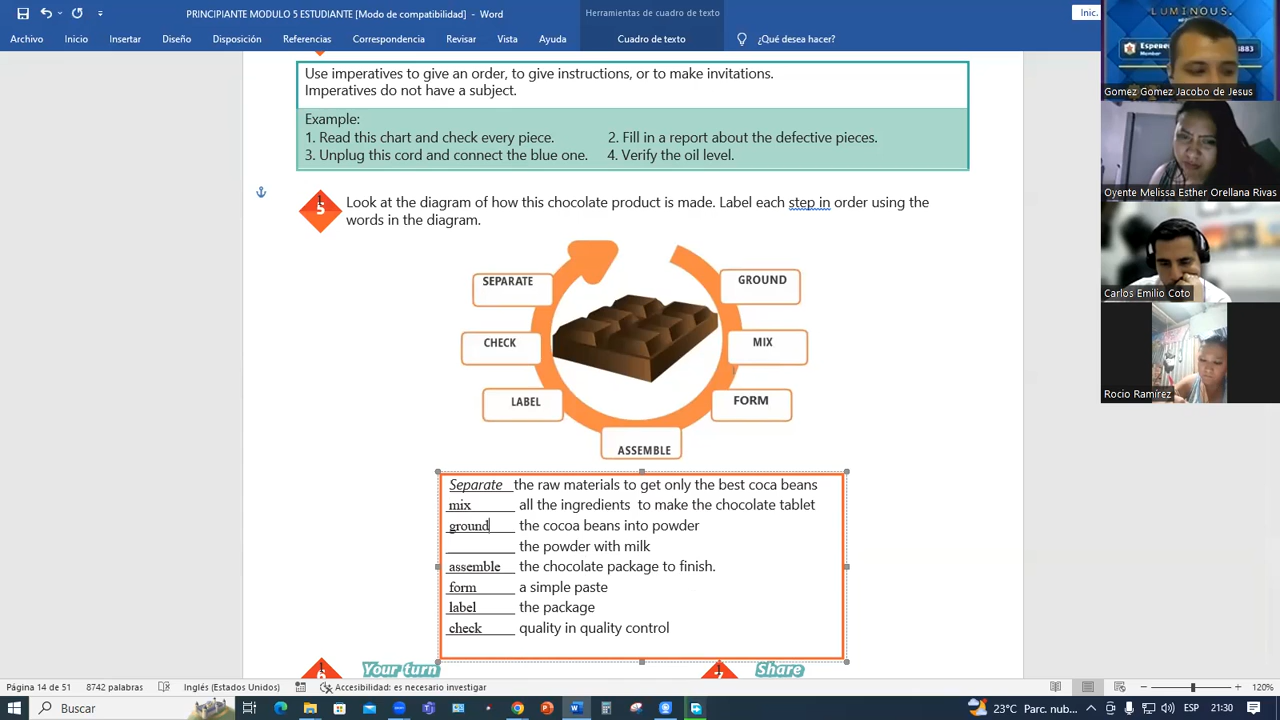 PRINCIPIANTE MODULO 5 ESTUDIANTE [Modo de compatibilidad] - Word
Herramientas de cuadro de texto
Inic.
Archivo Inicio Insertar Diseño Disposición Referencias Correspondencia Revisar Vista Ayuda Cuadro de texto ¿Qué desea hacer?
LUMINOUS.
Gomez Gomez Jacobo de Jesus
Oyente Melissa Esther Orellana Rivas
Carlos Emilio Coto
Rocio Ramírez
Use imperatives to give an order, to give instructions, or to make invitations.
Imperatives do not have a subject.
Example:
1. Read this chart and check every piece. 2. Fill in a report about the defective pieces.
3. Unplug this cord and connect the blue one. 4. Verify the oil level.
5 Look at the diagram of how this chocolate product is made. Label each step in order using the
words in the diagram.
SEPARATE GROUND
CHECK MIX
LABEL FORM
ASSEMBLE
Separate the raw materials to get only the best coca beans
mix all the ingredients to make the chocolate tablet
ground the cocoa beans into powder
________ the powder with milk
assemble the chocolate package to finish.
form a simple paste
label the package
check quality in quality control
6 Your turn 7 Share
Página 14 de 51 8742 palabras Inglés (Estados Unidos) Accesibilidad: es necesario investigar 120%
Buscar 23°C Parc. nub... ESP 21:30